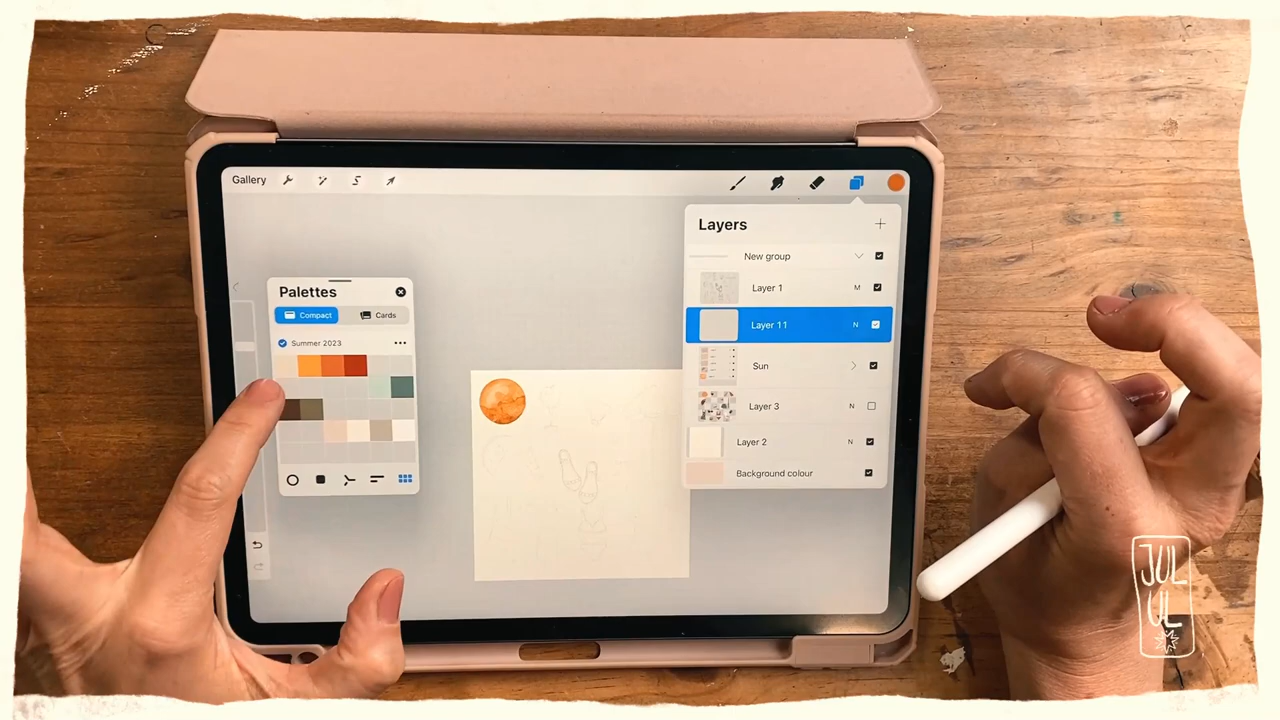 Gallery
Layers
New group
Layer 1 M
Layer 11 N
Sun
Layer 3 N
Layer 2 N
Background colour
Palettes
Compact Cards
Summer 2023
JUL
UL